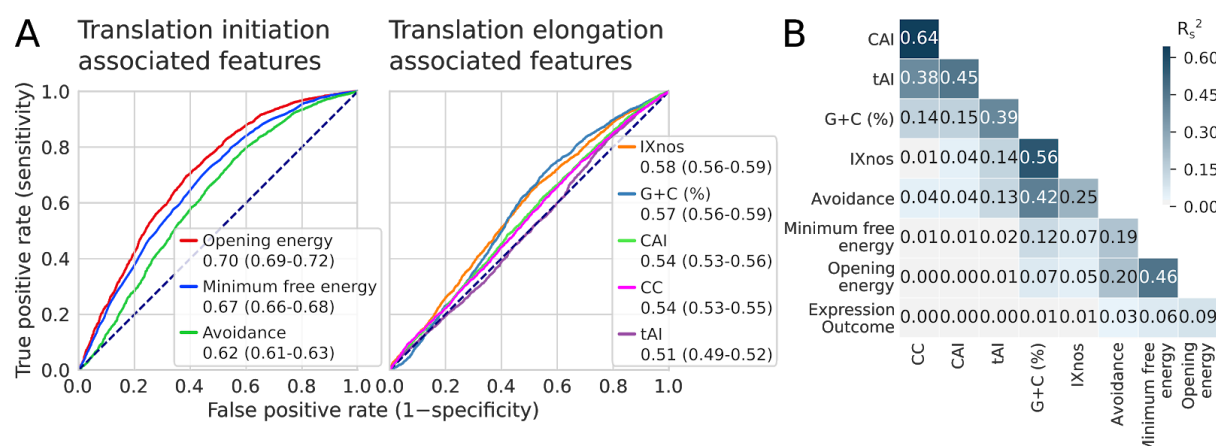 A
Translation initiation
associated features
Translation elongation
associated features
True positive rate (sensitivity)
1.0
0.8
0.6
0.4
0.2
0.0
Opening energy
0.70 (0.69-0.72)
Minimum free energy
0.67 (0.66-0.68)
Avoidance
0.62 (0.61-0.63)
0.0 0.2 0.4 0.6 0.8 1.0
IXnos
0.58 (0.56-0.59)
G+C (%)
0.57 (0.56-0.59)
CAI
0.54 (0.53-0.56)
CC
0.54 (0.53-0.55)
tAI
0.51 (0.49-0.52)
0.0 0.2 0.4 0.6 0.8 1.0
False positive rate (1−specificity)
B
CAI 0.64
tAI 0.38 0.45
G+C (%) 0.14 0.15 0.39
IXnos 0.01 0.04 0.14 0.56
Avoidance 0.04 0.04 0.13 0.42 0.25
Minimum free
energy
0.01 0.01 0.02 0.12 0.07 0.19
Opening
energy
0.00 0.00 0.01 0.07 0.05 0.20 0.46
Expression
Outcome
0.00 0.00 0.00 0.01 0.01 0.03 0.06 0.09
CC
CAI
tAI
G+C (%)
IXnos
Avoidance
Minimum free
energy
Opening
energy
Rs²
0.60
0.45
0.30
0.15
0.00